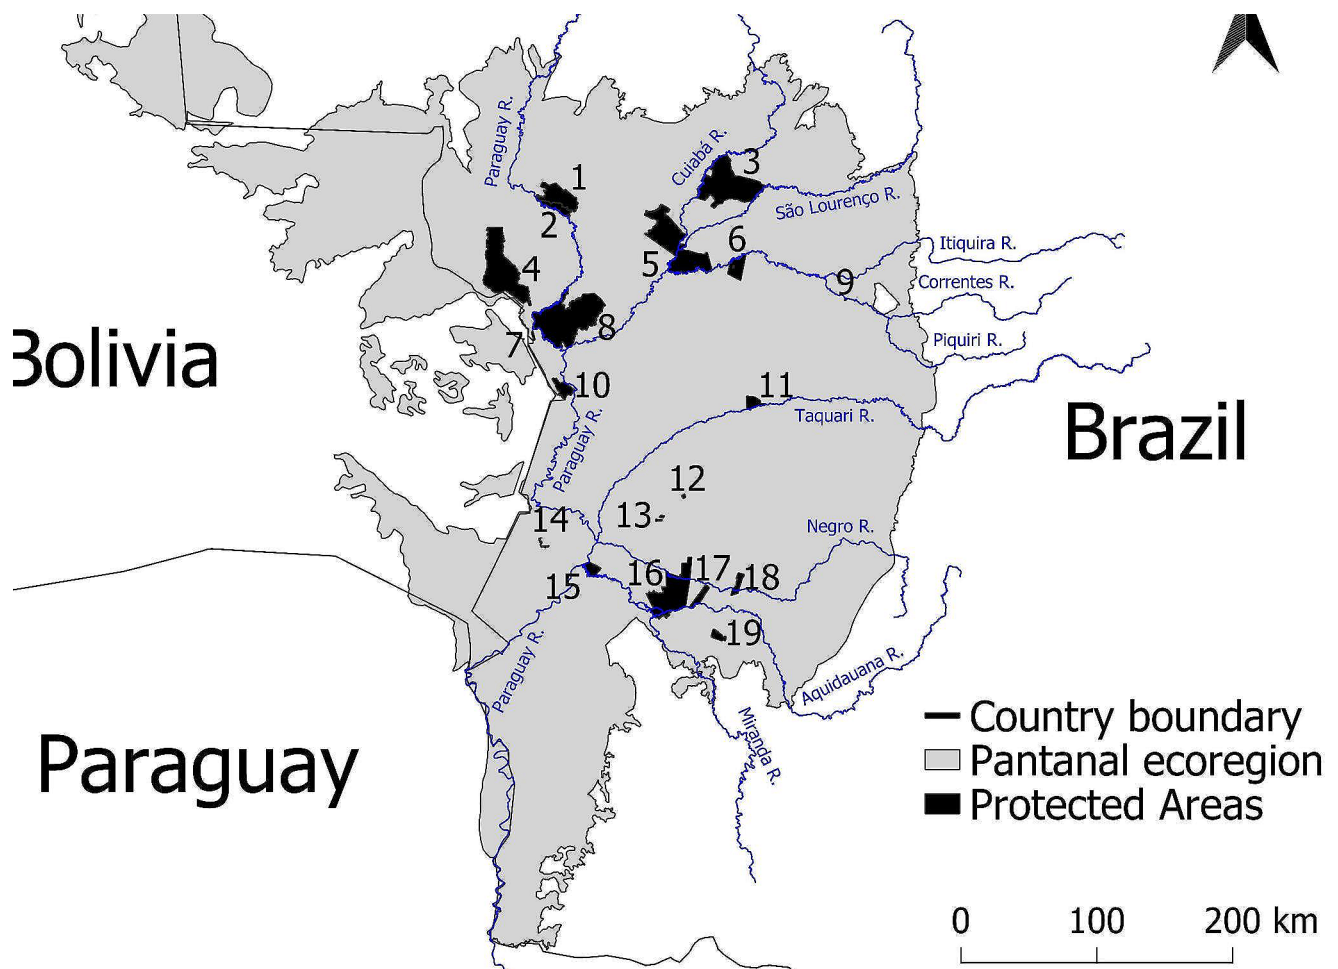 Paraguay R.
Cuiabá R.
1
3
2
São Lourenço R.
6
Itiquira R.
5
4
9
Correntes R.
7
8
Piquiri R.
Bolivia
10
11
Taquari R.
Brazil
Paraguay R.
12
13
14
Negro R.
15
16
17
18
19
Paraguay R.
Aquidauana R.
Miranda R.
Paraguay
Country boundary
Pantanal ecoregion
Protected Areas
0 100 200 km